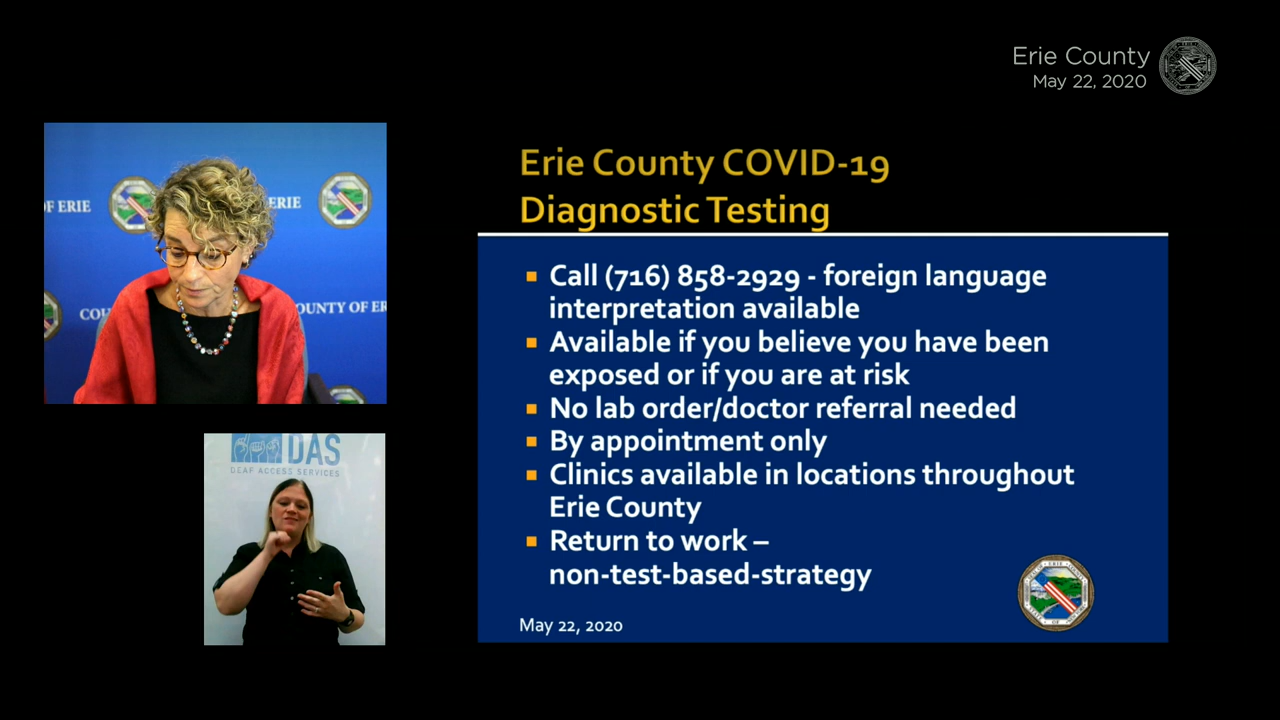 Erie County
May 22, 2020
OF ERIE
ERIE
COU
OUNTY OF ER
DAS
DEAF ACCESS SERVICES
Erie County COVID-19
Diagnostic Testing
▪ Call (716) 858-2929 - foreign language
interpretation available
▪ Available if you believe you have been
exposed or if you are at risk
▪ No lab order/doctor referral needed
▪ By appointment only
▪ Clinics available in locations throughout
Erie County
▪ Return to work –
non-test-based-strategy
May 22, 2020